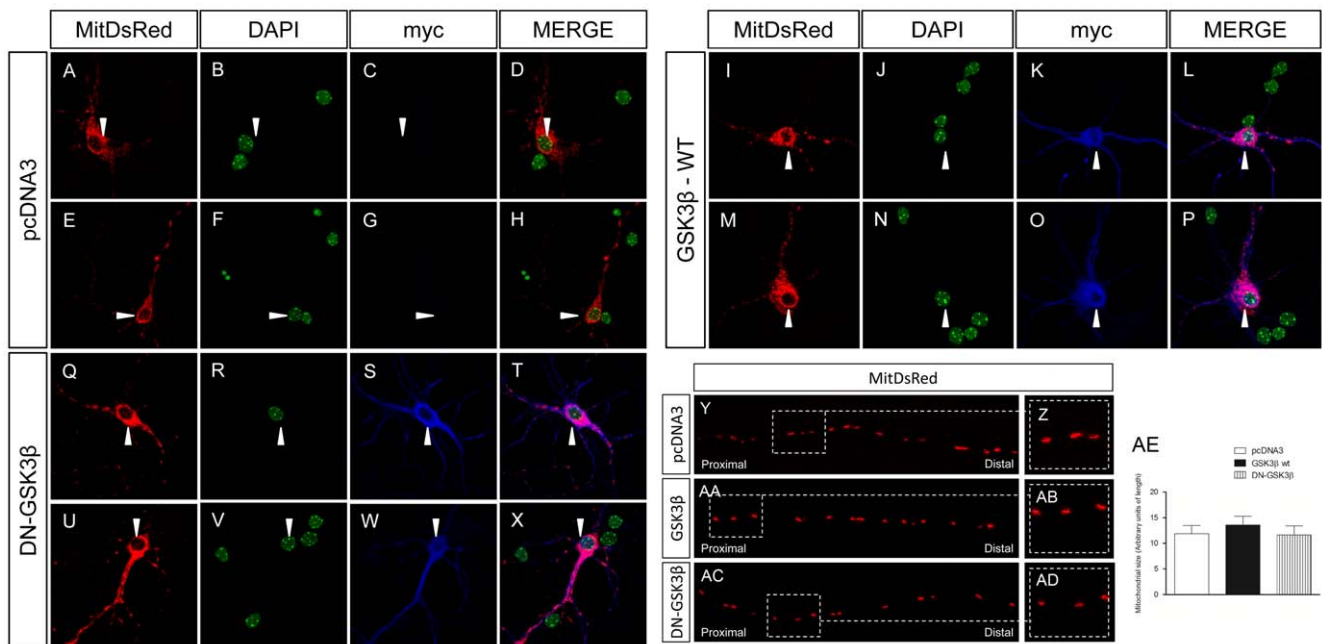 MitDsRed DAPI myc MERGE
pcDNA3
A B C D
E F G H
DN-GSK3β
Q R S T
U V W X
MitDsRed DAPI myc MERGE
GSK3β - WT
I J K L
M N O P
MitDsRed
pcDNA3
Y Z
Proximal Distal
GSK3β
AA AB
Proximal Distal
DN-GSK3β
AC AD
Proximal Distal
AE
pcDNA3
GSK3β wt
DN-GSK3β
Mitochondrial size (Arbitrary units of length)
20
15
10
5
0